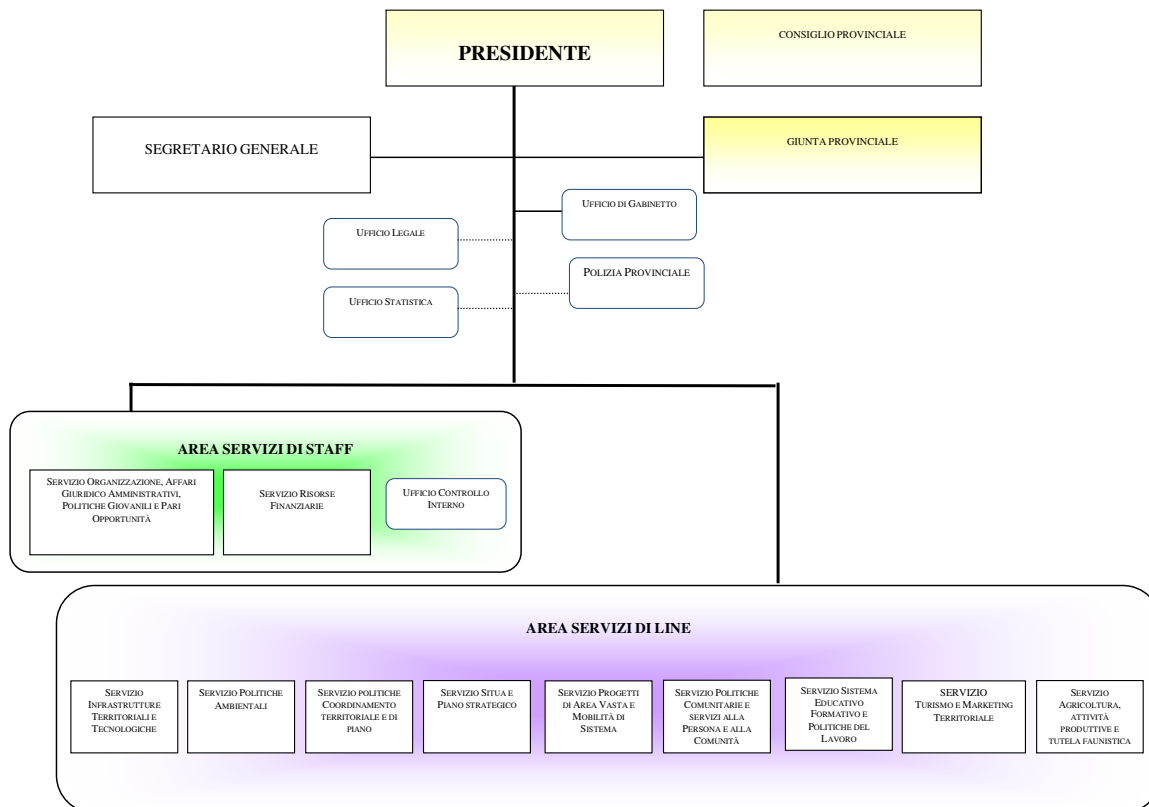 PRESIDENTE
CONSIGLIO PROVINCIALE
SEGRETARIO GENERALE
GIUNTA PROVINCIALE
UFFICIO DI GABINETTO
UFFICIO LEGALE
POLIZIA PROVINCIALE
UFFICIO STATISTICA
AREA SERVIZI DI STAFF
SERVIZIO ORGANIZZAZIONE, AFFARI
GIURIDICO AMMINISTRATIVI,
POLITICHE GIOVANILI E PARI
OPPORTUNITÀ
SERVIZIO RISORSE
FINANZIARIE
UFFICIO CONTROLLO
INTERNO
AREA SERVIZI DI LINE
SERVIZIO
INFRASTRUTTURE
TERRITORIALI E
TECNOLOGICHE
SERVIZIO POLITICHE
AMBIENTALI
SERVIZIO POLITICHE
COORDINAMENTO
TERRITORIALE E DI
PIANO
SERVIZIO SITUA E
PIANO STRATEGICO
SERVIZIO PROGETTI
DI AREA VASTA E
MOBILITÀ DI
SISTEMA
SERVIZIO POLITICHE
COMUNITARIE E
SERVIZI ALLA
PERSONA E ALLA
COMUNITÀ
SERVIZIO SISTEMA
EDUCATIVO
FORMATIVO E
POLITICHE DEL
LAVORO
SERVIZIO
TURISMO E MARKETING
TERRITORIALE
SERVIZIO
AGRICOLTURA,
ATTIVITÀ
PRODUTTIVE E
TUTELA FAUNISTICA